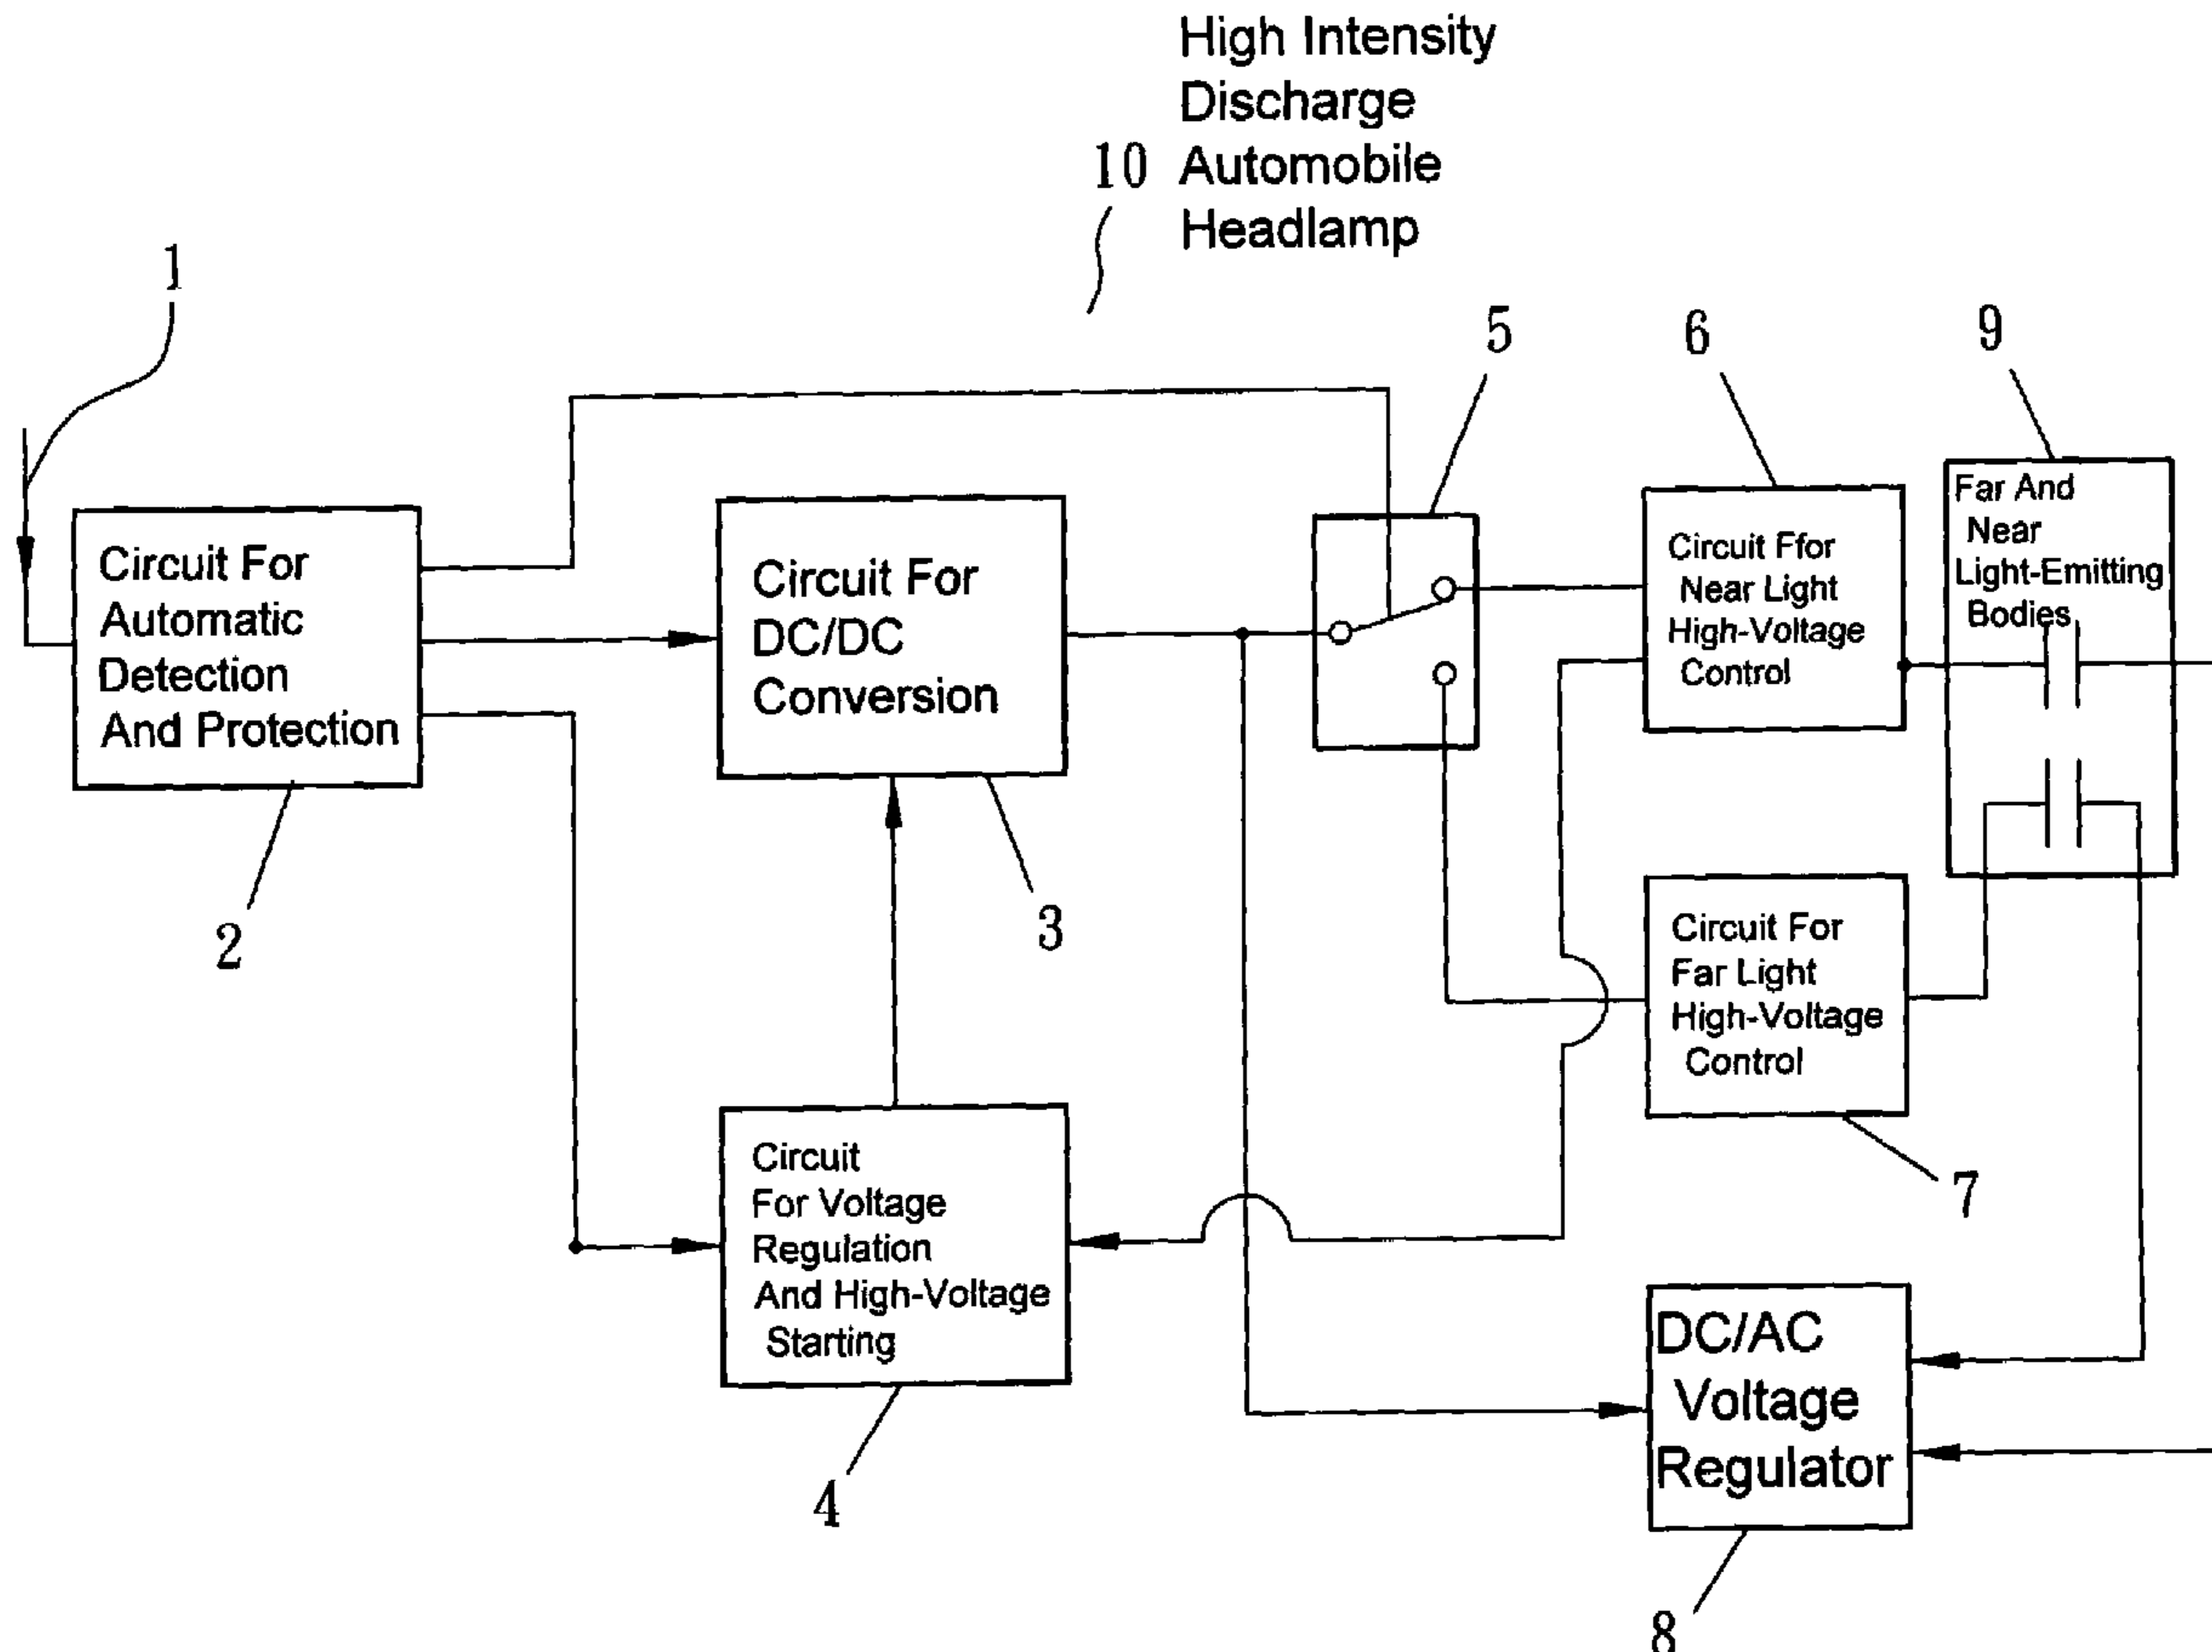 High Intensity
Discharge
10 Automobile
Headlamp
1
5
6
9
Circuit For
Automatic
Detection
And Protection
Circuit For
DC/DC
Conversion
Circuit Ffor
Near Light
High-Voltage
Control
Far And
Near
Light-Emitting
Bodies
2
3
Circuit For
Far Light
High-Voltage
Control
7
Circuit
For Voltage
Regulation
And High-Voltage
Starting
4
DC/AC
Voltage
Regulator
8